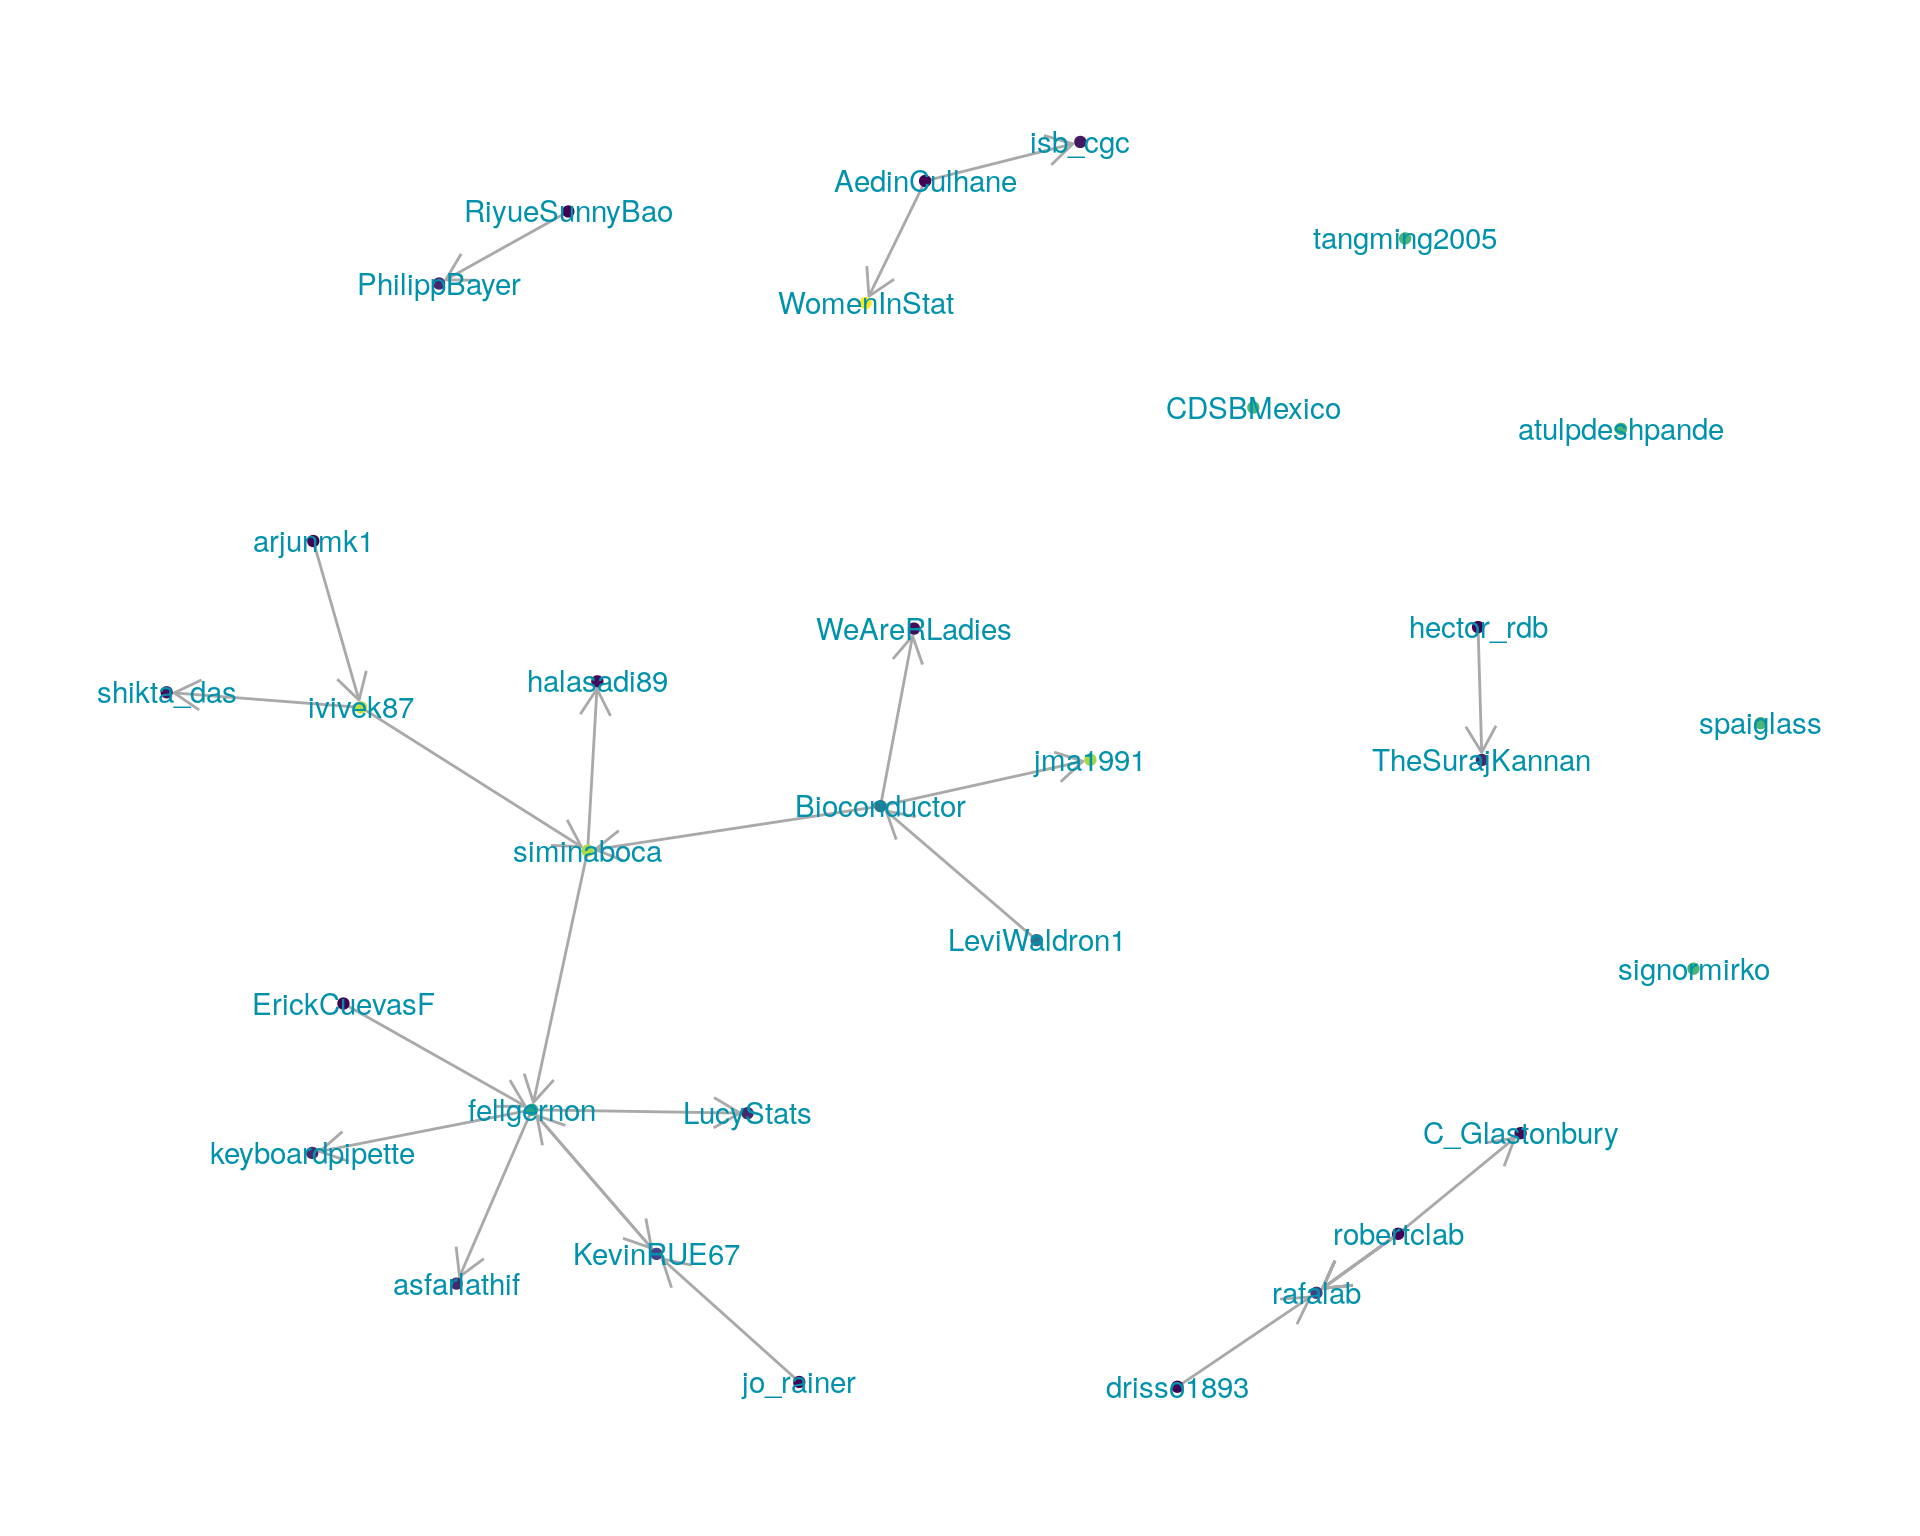 isb_cgc
AedinCulhane
RiyueSunnyBao
tangming2005
PhilippBayer
WomenInStat
CDSBMexico
atulpdeshpande
arjunmk1
WeAreRLadies
hector_rdb
halasadi89
shikta_das
ivivek87
spaiglass
jma1991
TheSurajKannan
Bioconductor
siminaboca
LeviWaldron1
signormirko
ErickCuevasF
fellgernon
LucyStats
C_Glastonbury
keyboardpipette
robertclab
KevinRUE67
asfarlathif
rafalab
jo_rainer
drisso1893